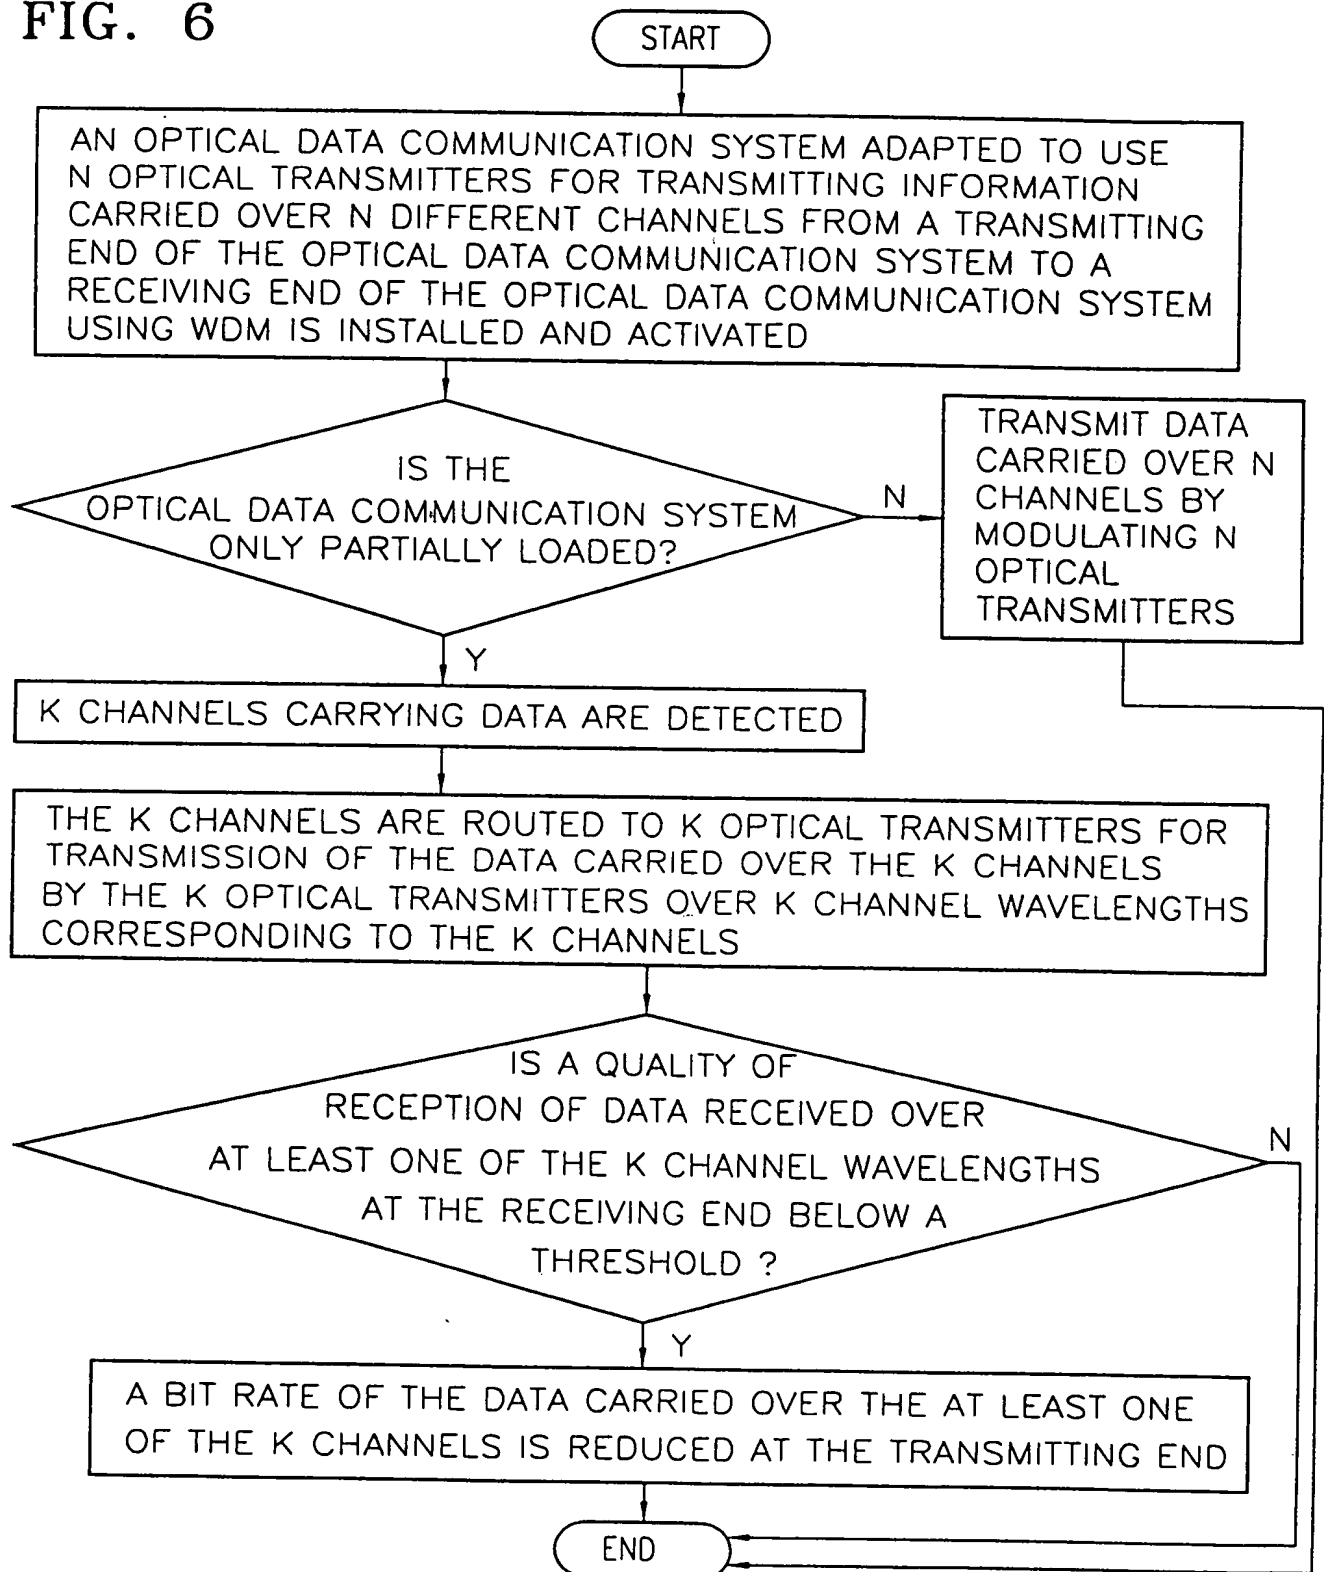 FIG. 6
START
AN OPTICAL DATA COMMUNICATION SYSTEM ADAPTED TO USE
N OPTICAL TRANSMITTERS FOR TRANSMITTING INFORMATION
CARRIED OVER N DIFFERENT CHANNELS FROM A TRANSMITTING
END OF THE OPTICAL DATA COMMUNICATION SYSTEM TO A
RECEIVING END OF THE OPTICAL DATA COMMUNICATION SYSTEM
USING WDM IS INSTALLED AND ACTIVATED
IS THE
OPTICAL DATA COMMUNICATION SYSTEM
ONLY PARTIALLY LOADED?
N
TRANSMIT DATA
CARRIED OVER N
CHANNELS BY
MODULATING N
OPTICAL
TRANSMITTERS
Y
K CHANNELS CARRYING DATA ARE DETECTED
THE K CHANNELS ARE ROUTED TO K OPTICAL TRANSMITTERS FOR
TRANSMISSION OF THE DATA CARRIED OVER THE K CHANNELS
BY THE K OPTICAL TRANSMITTERS OVER K CHANNEL WAVELENGTHS
CORRESPONDING TO THE K CHANNELS
IS A QUALITY OF
RECEPTION OF DATA RECEIVED OVER
AT LEAST ONE OF THE K CHANNEL WAVELENGTHS
AT THE RECEIVING END BELOW A
THRESHOLD ?
N
Y
A BIT RATE OF THE DATA CARRIED OVER THE AT LEAST ONE
OF THE K CHANNELS IS REDUCED AT THE TRANSMITTING END
END